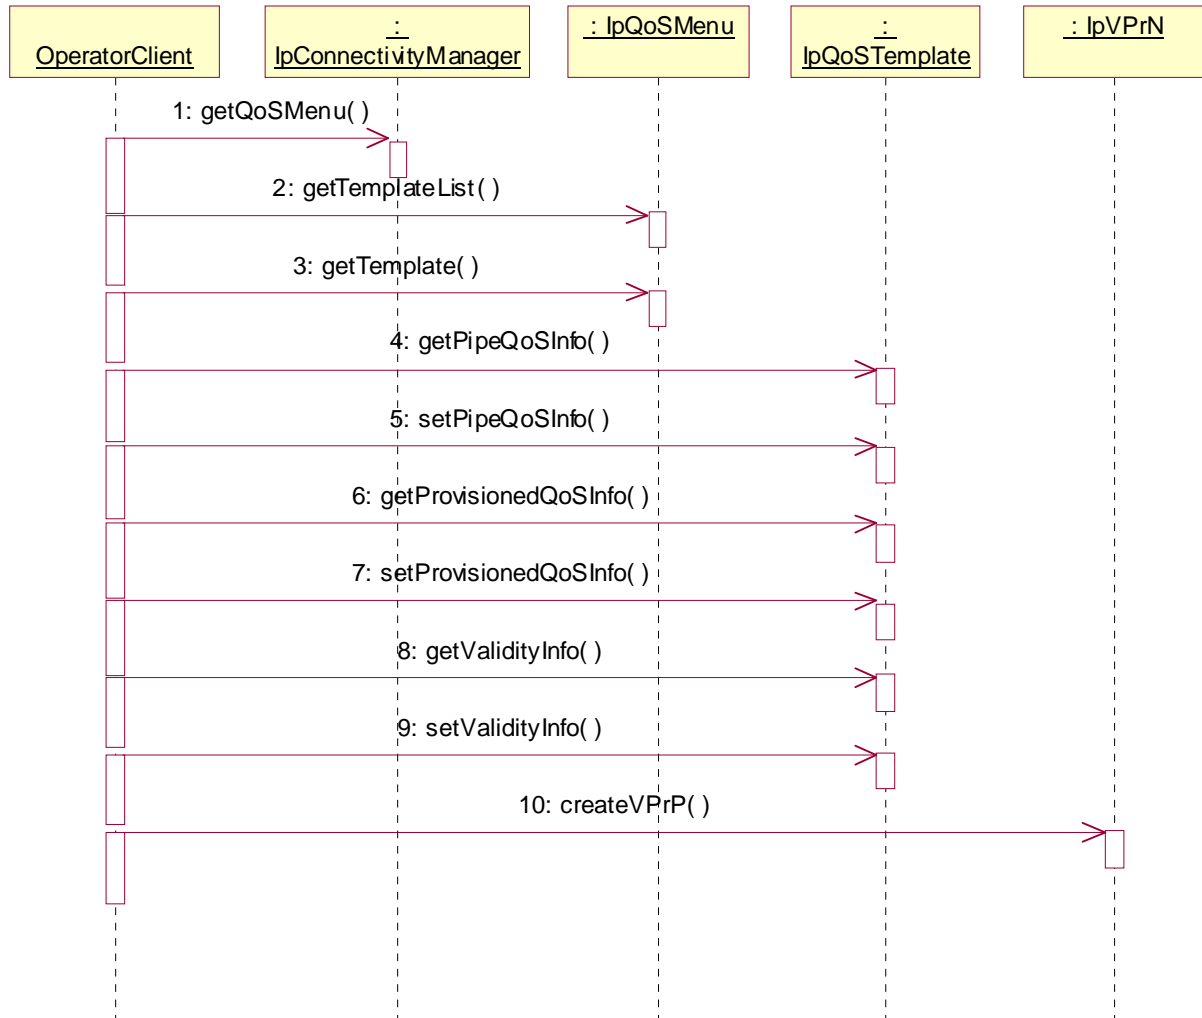 OperatorClient
:
IpConnectivityManager
: IpQoSMenu
:
IpQoSTemplate
: IpVPrN
1: getQoSMenu( )
2: getTemplateList( )
3: getTemplate( )
4: getPipeQoSInfo( )
5: setPipeQoSInfo( )
6: getProvisionedQoSInfo( )
7: setProvisionedQoSInfo( )
8: getValidityInfo( )
9: setValidityInfo( )
10: createVPrP( )